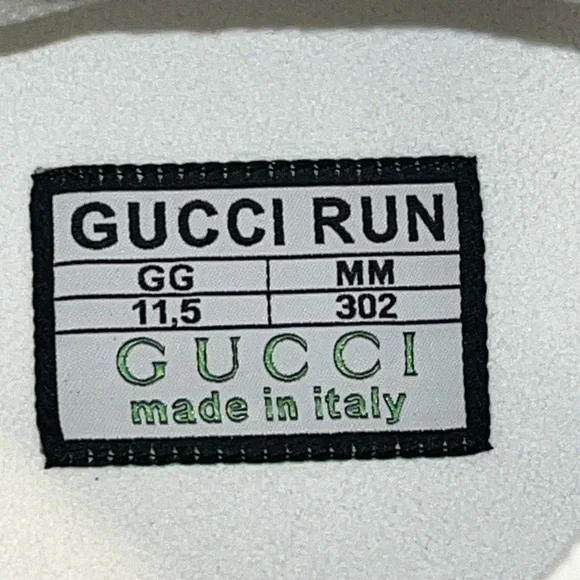 GUCCI RUN
GG MM
11,5 302
GUCCI
made in italy